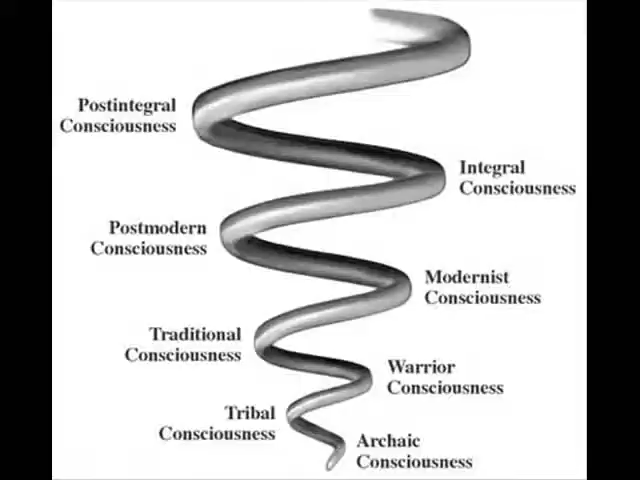 Postintegral
Consciousness
Integral
Consciousness
Postmodern
Consciousness
Modernist
Consciousness
Traditional
Consciousness
Warrior
Consciousness
Tribal
Consciousness
Archaic
Consciousness